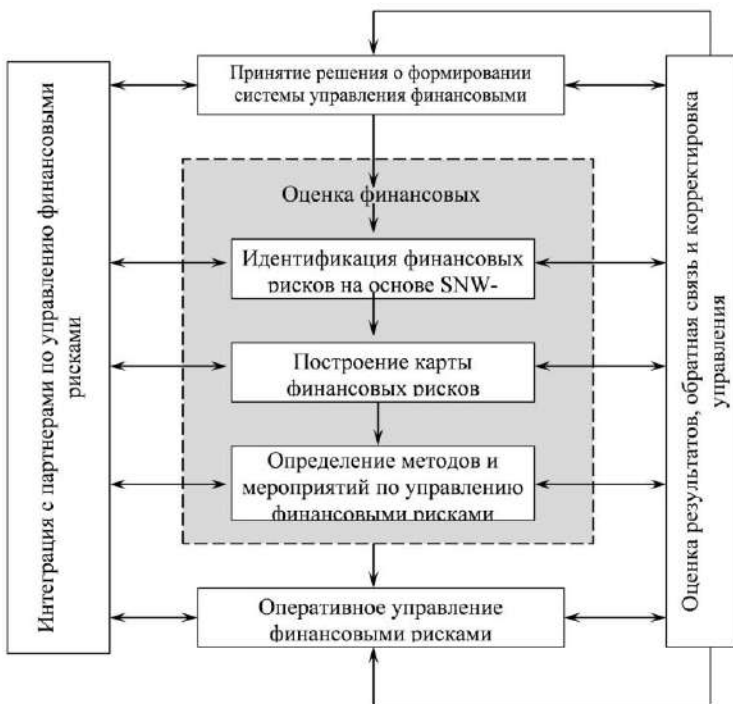 Принятие решения о формировании
системы управления финансовыми
Оценка финансовых
Идентификация финансовых
рисков на основе SNW-
Построение карты
финансовых рисков
Определение методов и
мероприятий по управлению
финансовыми рисками
Оперативное управление
финансовыми рисками
Интеграция с партнерами по управлению финансовыми
рисками
Оценка результатов, обратная связь и корректировка
управления